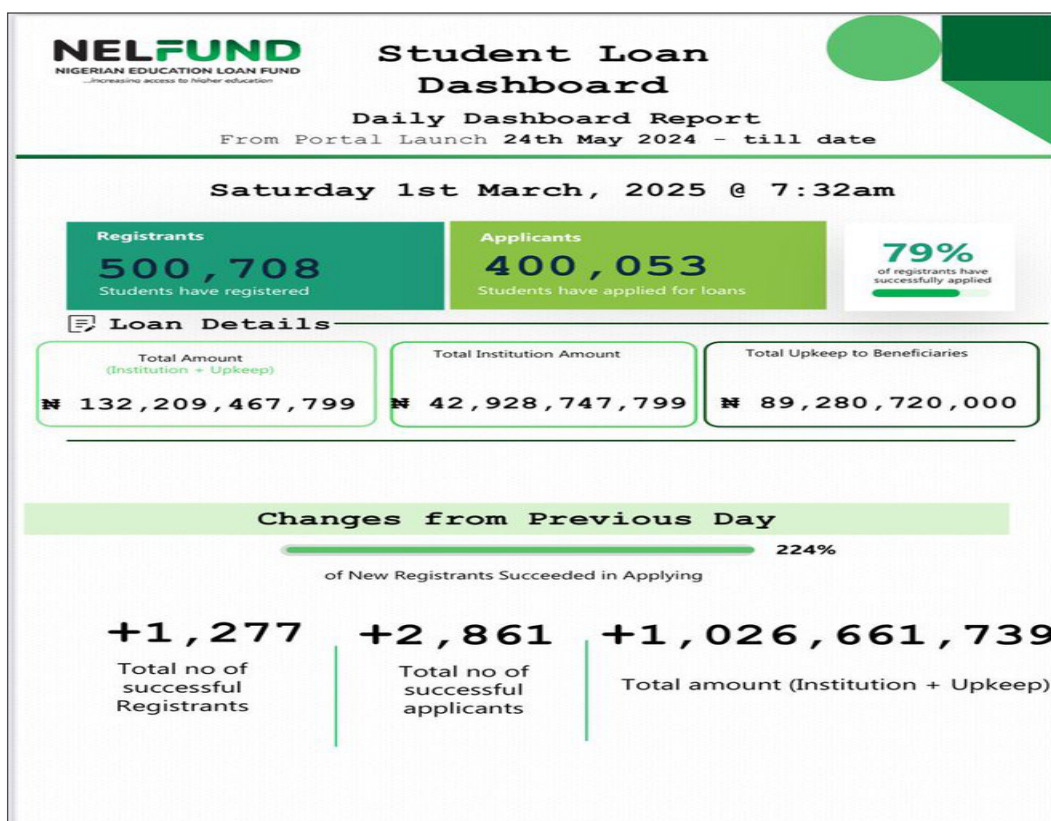 NELFUND
NIGERIAN EDUCATION LOAN FUND
...increasing access to higher education
Student Loan
Dashboard
Daily Dashboard Report
From Portal Launch 24th May 2024 - till date
Saturday 1st March, 2025 @ 7:32am
Registrants
500,708
Students have registered
Applicants
400,053
Students have applied for loans
79%
of registrants have
successfully applied
Loan Details
Total Amount
(Institution + Upkeep)
₦ 132,209,467,799
Total Institution Amount
₦ 42,928,747,799
Total Upkeep to Beneficiaries
₦ 89,280,720,000
Changes from Previous Day
224%
of New Registrants Succeeded in Applying
+1,277
Total no of
successful
Registrants
+2,861
Total no of
successful
applicants
+1,026,661,739
Total amount (Institution + Upkeep)